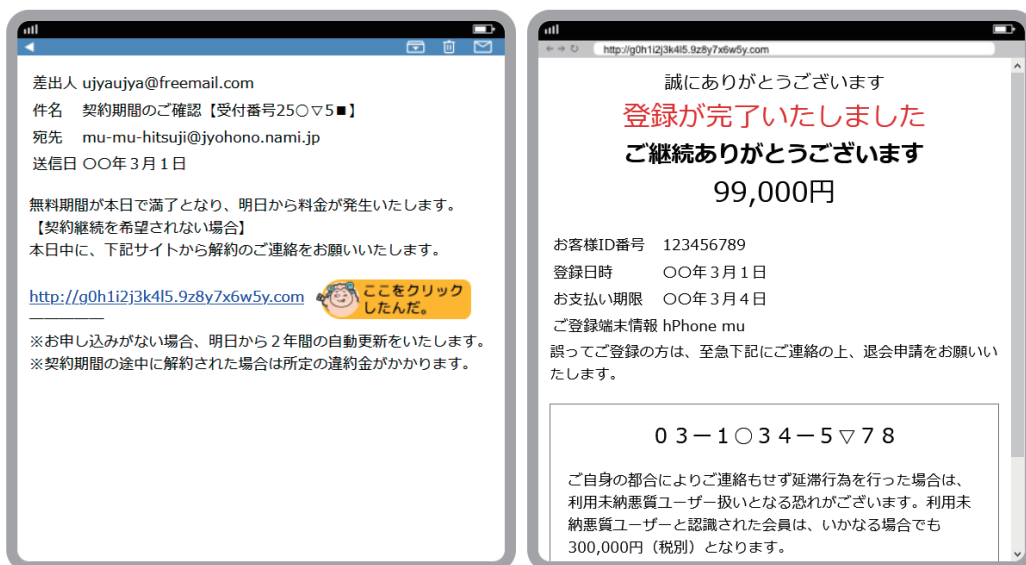 差出人 ujyaujya@freemail.com
件名 契約期間のご確認【受付番号25○▽5■】
宛先 mu-mu-hitsuji@jyohono.nami.jp
送信日 〇〇年３月１日
無料期間が本日で満了となり、明日から料金が発生いたします。
【契約継続を希望されない場合】
本日中に、下記サイトから解約のご連絡をお願いいたします。
http://g0h1i2j3k4l5.9z8y7x6w5y.com
ここをクリック
したんだ。
―――――
※お申し込みがない場合、明日から２年間の自動更新をいたします。
※契約期間の途中に解約された場合は所定の違約金がかかります。
http://g0h1i2j3k4l5.9z8y7x6w5y.com
誠にありがとうございます
登録が完了いたしました
ご継続ありがとうございます
99,000円
お客様ID番号 123456789
登録日時 〇〇年３月１日
お支払い期限 〇〇年３月４日
ご登録端末情報 hPhone mu
誤ってご登録の方は、至急下記にご連絡の上、退会申請をお願いい
たします。
０３－１○３４－５▽７８
ご自身の都合によりご連絡もせず延滞行為を行った場合は、
利用未納悪質ユーザー扱いとなる恐れがございます。利用未
納悪質ユーザーと認識された会員は、いかなる場合でも
300,000円（税別）となります。